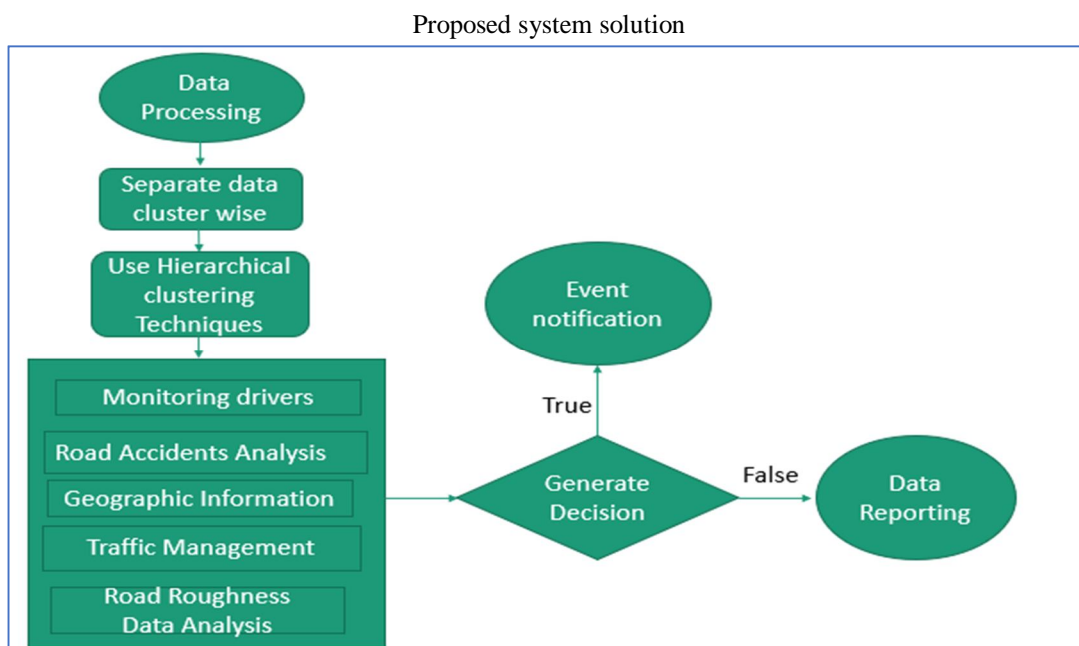 Proposed system solution
Data
Processing
Separate data
cluster wise
Use Hierarchical
clustering
Techniques
Monitoring drivers
Road Accidents Analysis
Geographic Information
Traffic Management
Road Roughness
Data Analysis
Event
notification
True
Generate
Decision
False
Data
Reporting